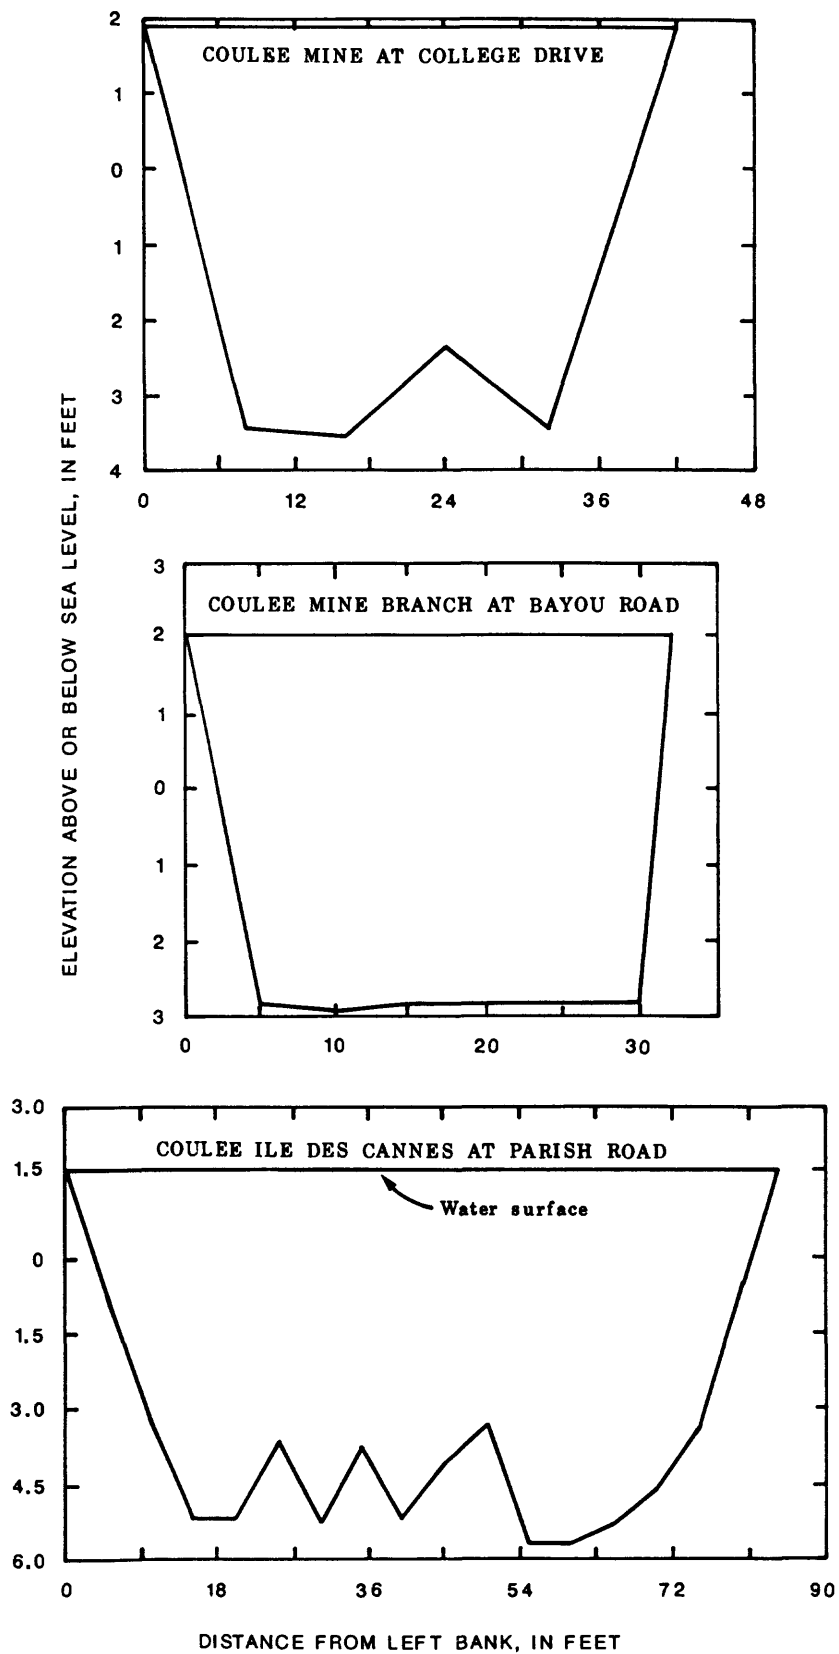 2
COULEE MINE AT COLLEGE DRIVE
1
0
1
2
3
4
0 12 24 36 48
ELEVATION ABOVE OR BELOW SEA LEVEL, IN FEET
3
COULEE MINE BRANCH AT BAYOU ROAD
2
1
0
1
2
3
0 10 20 30
3.0
COULEE ILE DES CANNES AT PARISH ROAD
1.5
Water surface
0
1.5
3.0
4.5
6.0
0 18 36 54 72 90
DISTANCE FROM LEFT BANK, IN FEET